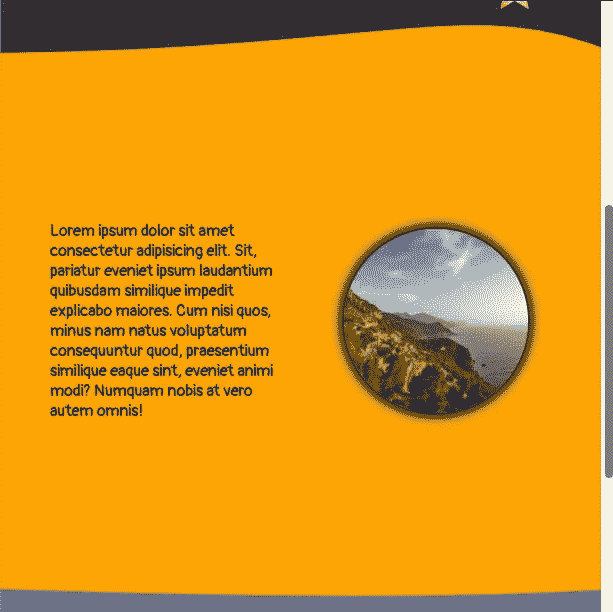 Lorem ipsum dolor sit amet
consectetur adipisicing elit. Sit,
pariatur eveniet ipsum laudantium
quibusdam similique impedit
explicabo maiores. Cum nisi quos,
minus nam natus voluptatum
consequuntur quod, praesentium
similique eaque sint, eveniet animi
modi? Numquam nobis at vero
autem omnis!